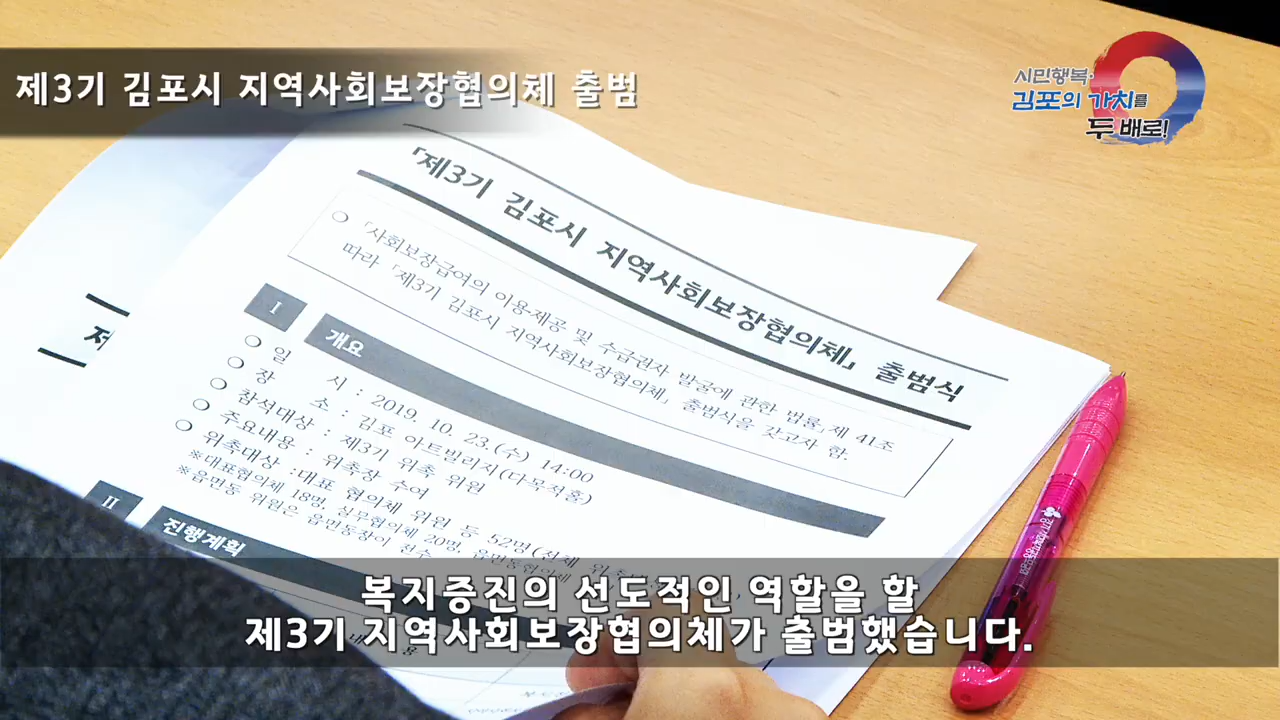 제3기 김포시 지역사회보장협의체 출범
시민행복·
김포의 가치를
두 배로!
「제3기 김포시 지역사회보장협의체」 출범식
○ 「사회보장급여의 이용·제공 및 수급권자 발굴에 관한 법률」제 41조
따라 「제3기 김포시 지역사회보장협의체」 출범식을 갖고자 함.
제
I 개요
○ 일 시 : 2019. 10. 23.(수) 14:00
○ 장 소 : 김포 아트빌리지(다목적홀)
○ 참석대상 : 제3기 위촉 위원
○ 주요내용 : 위촉장 수여
○ 위촉대상 :대표 협의체 위원 등 52명(전체
※대표협의체 18명, 실무협의체 20명, 읍면동협의체
※읍면동 위원은 읍면동장이 전수
II 진행계획
복지증진의 선도적인 역할을 할
제3기 지역사회보장협의체가 출범했습니다.